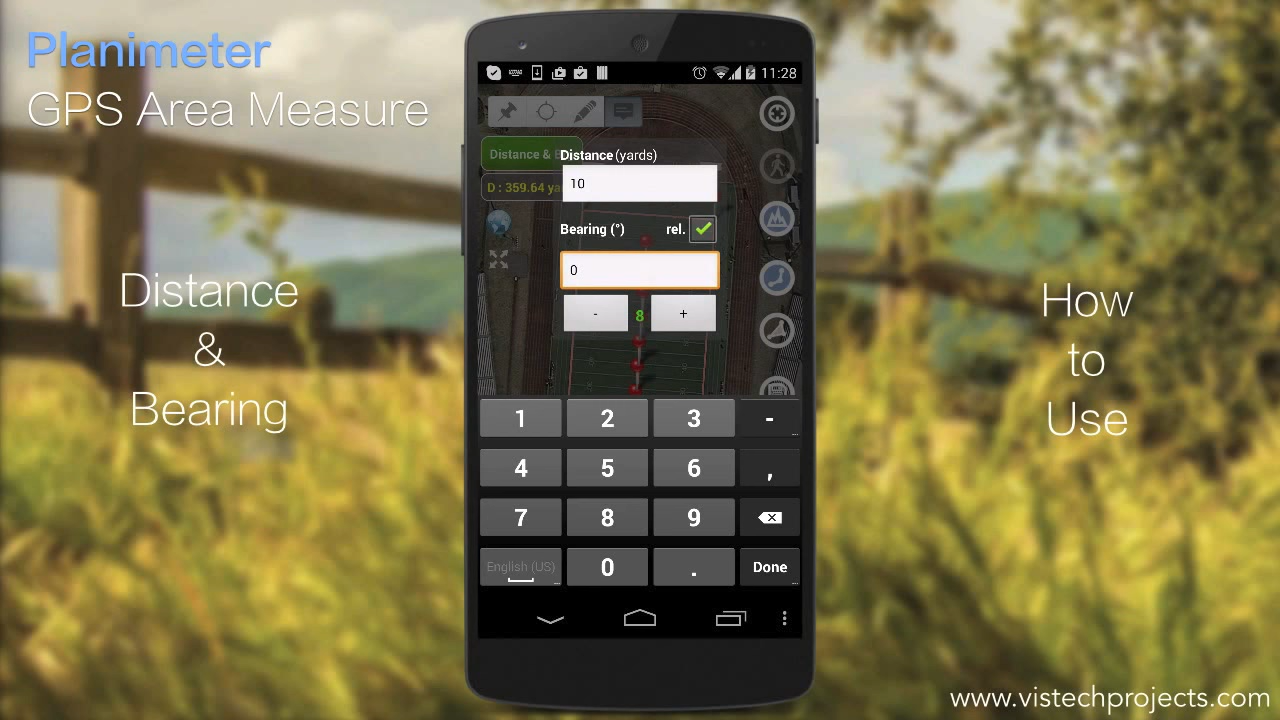 Planimeter
GPS Area Measure
11:28
Distance &
Distance (yards)
D : 359.64
10
Bearing (°) rel.
0
- 8 +
1 2 3 -
4 5 6 ,
7 8 9
English (US) 0 . Done
Distance
&
Bearing
How
to
Use
www.vistechprojects.com